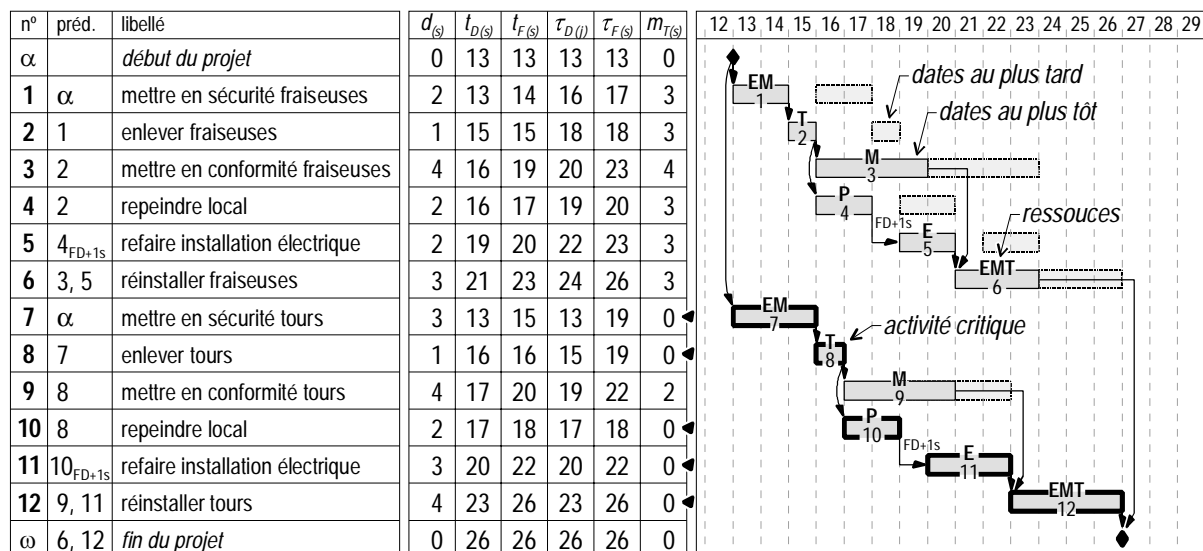 nº préd. libellé d(s) tD(s) tF(s) τD(j) τF(s) mT(s) 12 13 14 15 16 17 18 19 20 21 22 23 24 25 26 27 28 29
α début du projet 0 13 13 13 13 0
1 α mettre en sécurité fraiseuses 2 13 14 16 17 3
2 1 enlever fraiseuses 1 15 15 18 18 3
3 2 mettre en conformité fraiseuses 4 16 19 20 23 4
4 2 repeindre local 2 16 17 19 20 3
5 4FD+1s refaire installation électrique 2 19 20 22 23 3
6 3, 5 réinstaller fraiseuses 3 21 23 24 26 3
7 α mettre en sécurité tours 3 13 15 13 19 0
8 7 enlever tours 1 16 16 15 19 0
9 8 mettre en conformité tours 4 17 20 19 22 2
10 8 repeindre local 2 17 18 17 18 0
11 10FD+1s refaire installation électrique 3 20 22 20 22 0
12 9, 11 réinstaller tours 4 23 26 23 26 0
ω 6, 12 fin du projet 0 26 26 26 26 0
dates au plus tard
EM
1
dates au plus tôt
T
2
M
3
P
4
ressouces
FD+1s
E
5
EMT
6
EM
7
activité critique
T
8
M
9
P
10
FD+1s
E
11
EMT
12